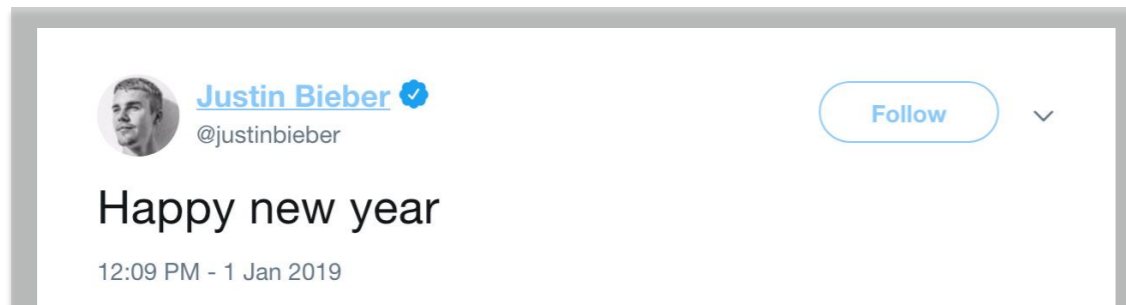 Justin Bieber
@justinbieber
Follow
Happy new year
12:09 PM - 1 Jan 2019